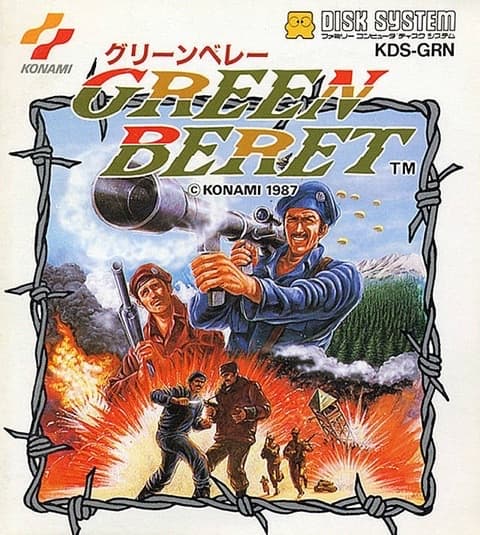 KONAMI
DISK SYSTEM
ファミリー コンピュータ ディスク システム
KDS-GRN
グリーンベレー
GREEN
BERET TM
© KONAMI 1987